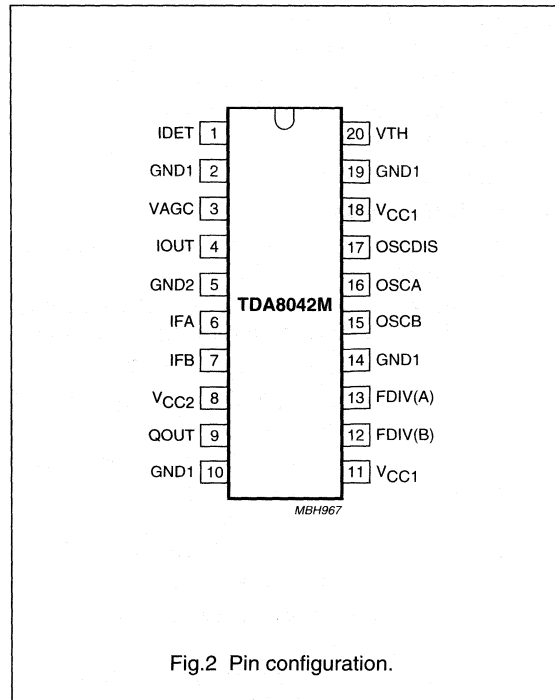 IDET 1
GND1 2
VAGC 3
IOUT 4
GND2 5
IFA 6
IFB 7
VCC2 8
QOUT 9
GND1 10
TDA8042M
20 VTH
19 GND1
18 VCC1
17 OSCDIS
16 OSCA
15 OSCB
14 GND1
13 FDIV(A)
12 FDIV(B)
11 VCC1
MBH967
Fig.2 Pin configuration.